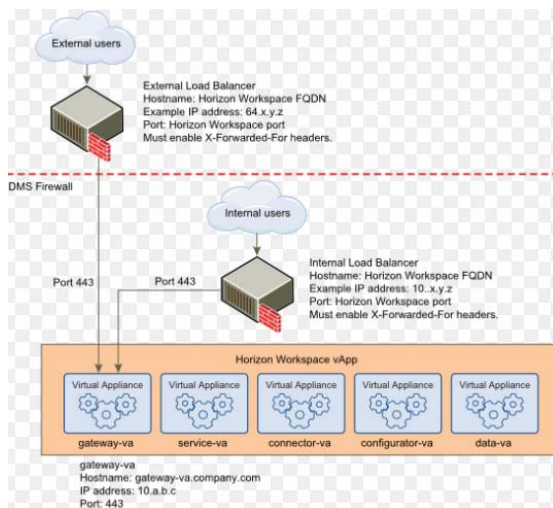 External users
External Load Balancer
Hostname: Horizon Workspace FQDN
Example IP address: 64.x.y.z
Port: Horizon Workspace port
Must enable X-Forwarded-For headers.
DMS Firewall
Internal users
Internal Load Balancer
Hostname: Horizon Workspace FQDN
Example IP address: 10..x.y.z
Port: Horizon Workspace port
Must enable X-Forwarded-For headers.
Port 443
Port 443
Horizon Workspace vApp
Virtual Appliance
Virtual Appliance
Virtual Appliance
Virtual Appliance
Virtual Appliance
gateway-va
service-va
connector-va
configurator-va
data-va
gateway-va
Hostname: gateway-va.company.com
IP address: 10.a.b.c
Port: 443